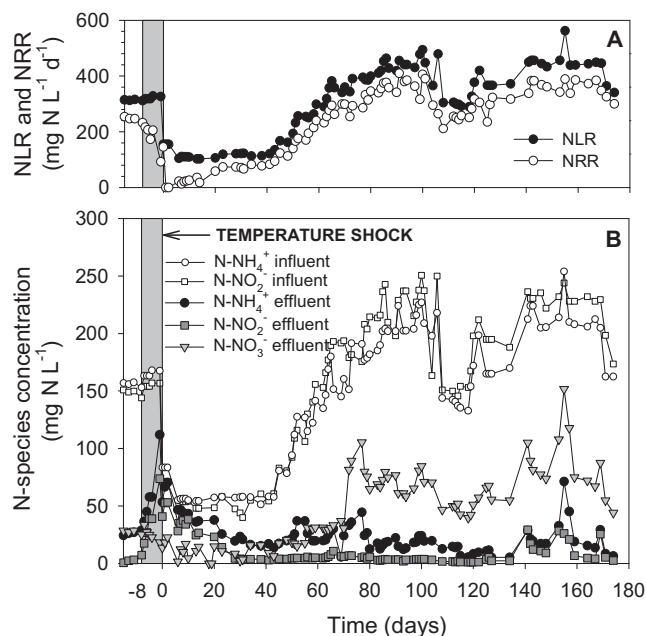 A
NLR and NRR
(mg N L⁻¹ d⁻¹)
600
400
200
0
NLR
NRR
B
N-species concentration
(mg N L⁻¹)
300
250
200
150
100
50
0
TEMPERATURE SHOCK
N-NH₄⁺ influent
N-NO₂⁻ influent
N-NH₄⁺ effluent
N-NO₂⁻ effluent
N-NO₃⁻ effluent
-8 0 20 40 60 80 100 120 140 160 180
Time (days)